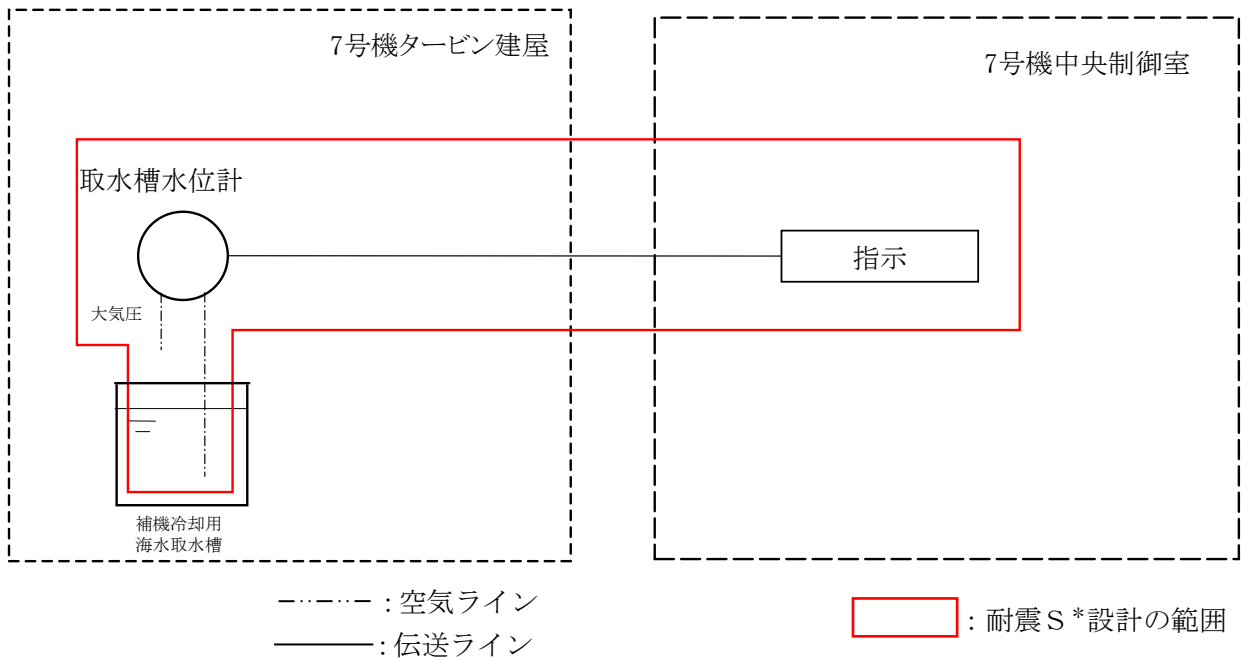 7号機タービン建屋
7号機中央制御室
取水槽水位計
指示
大気圧
補機冷却用
海水取水槽
：空気ライン
：伝送ライン
：耐震Ｓ*設計の範囲